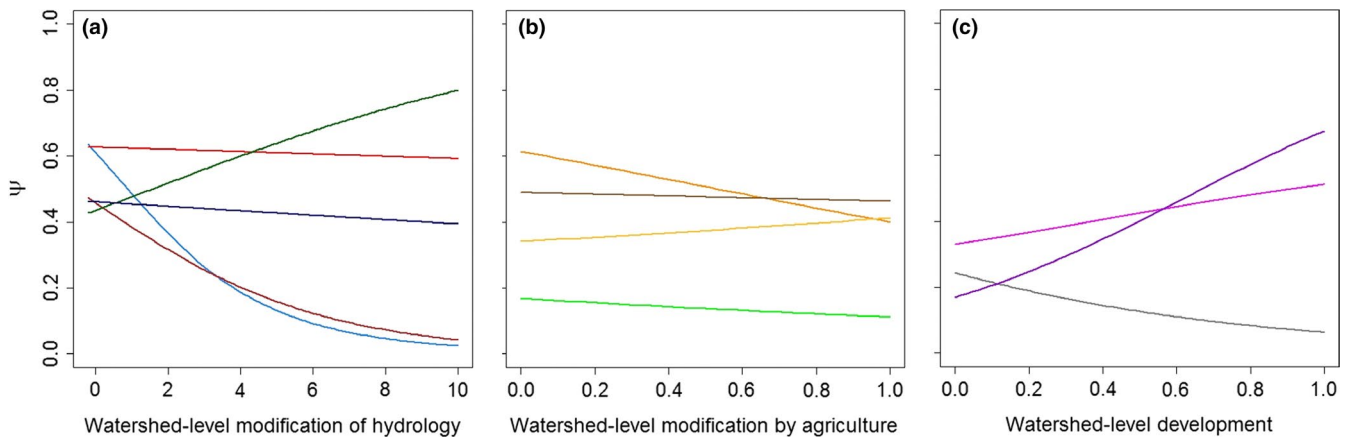 (a)
(b)
(c)
Ψ
1.0
0.8
0.6
0.4
0.2
0.0
0 2 4 6 8 10
0.0 0.2 0.4 0.6 0.8 1.0
0.0 0.2 0.4 0.6 0.8 1.0
Watershed-level modification of hydrology
Watershed-level modification by agriculture
Watershed-level development